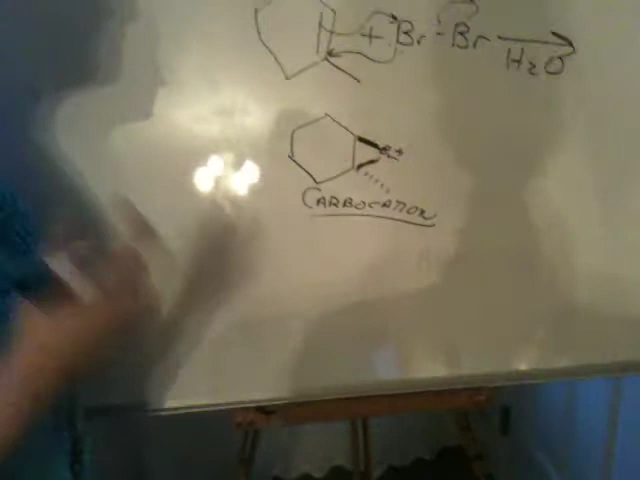 + Br - Br
H2O
Br+
CARBOCATION